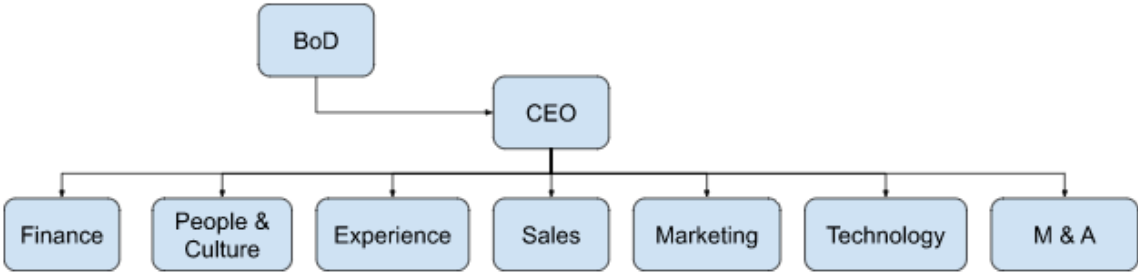 BoD
CEO
Finance
People &
Culture
Experience
Sales
Marketing
Technology
M & A